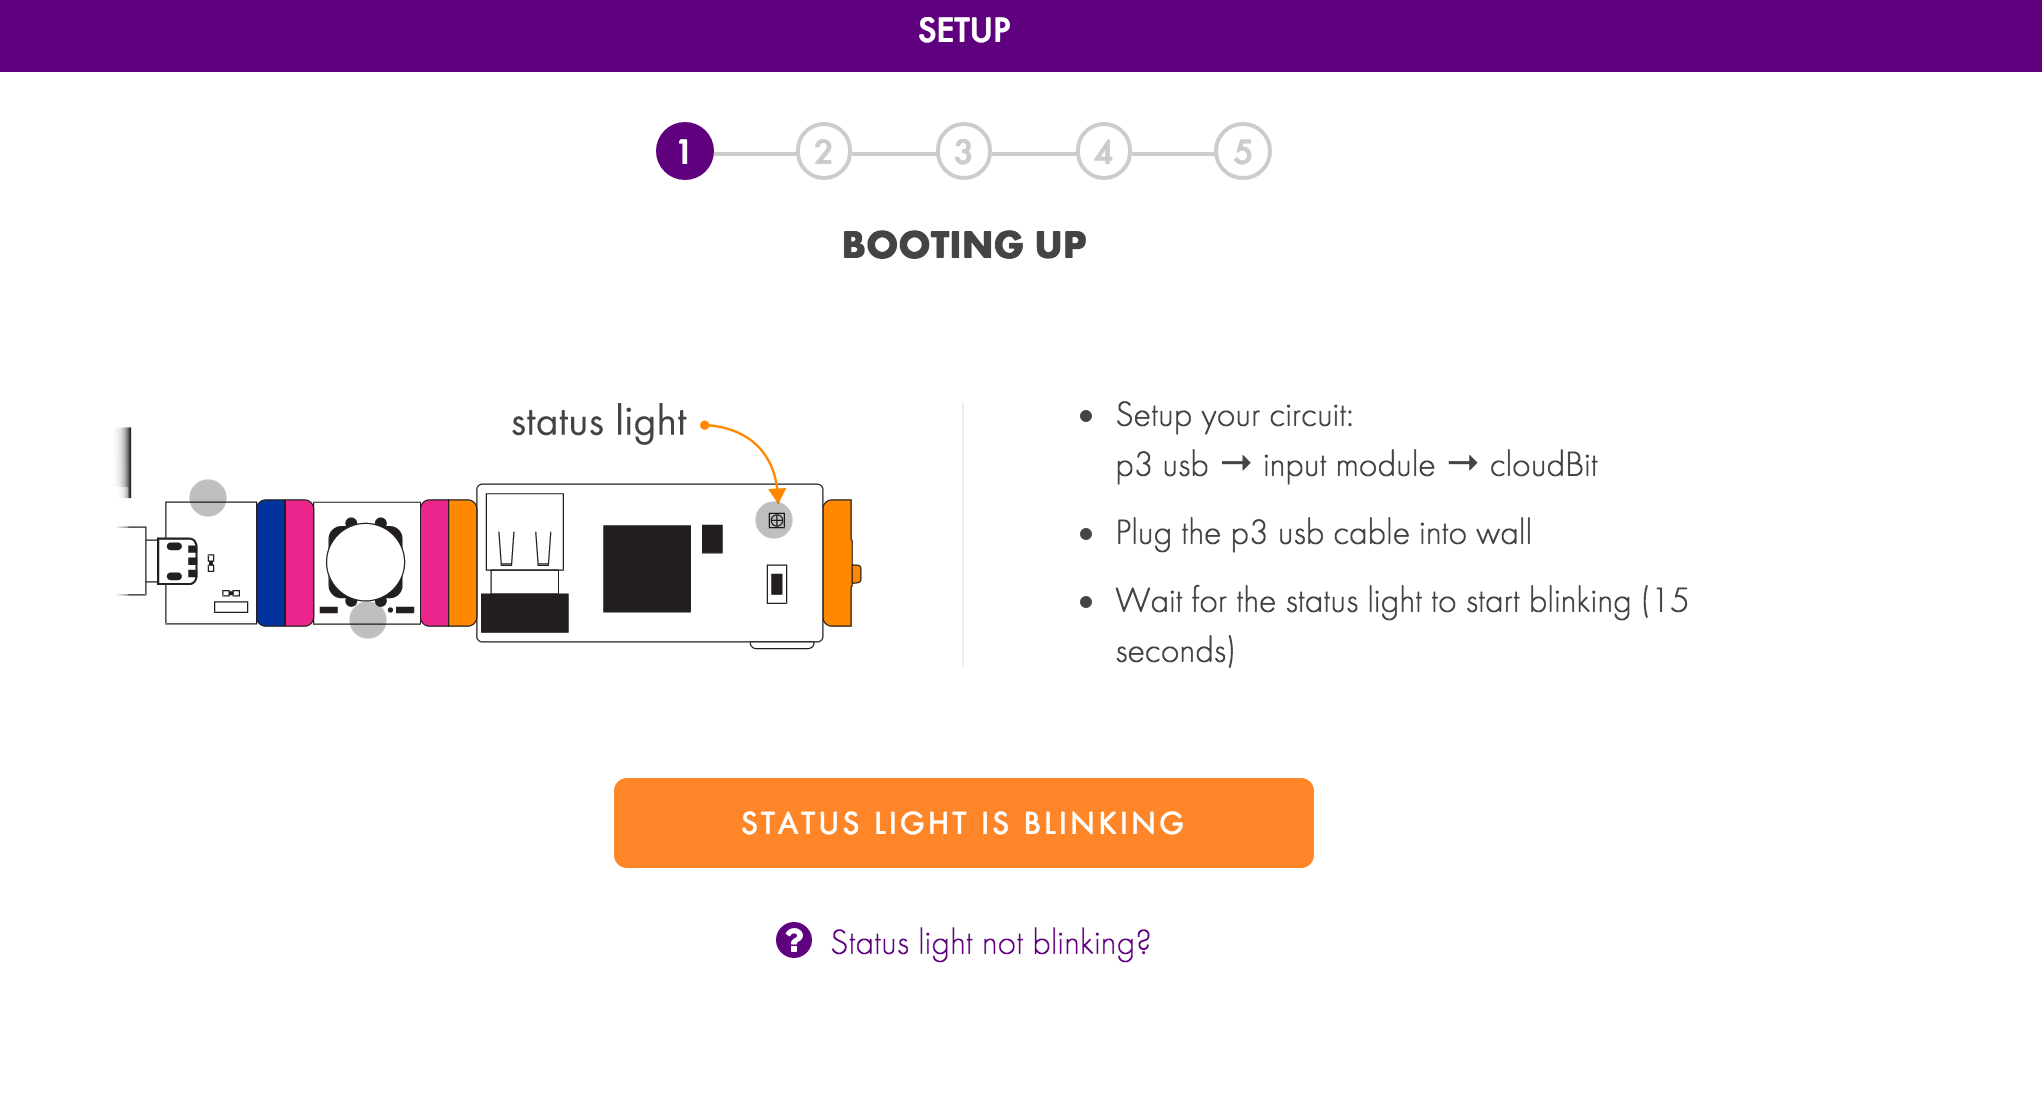 SETUP
1 2 3 4 5
BOOTING UP
status light
• Setup your circuit:
p3 usb → input module → cloudBit
• Plug the p3 usb cable into wall
• Wait for the status light to start blinking (15
seconds)
STATUS LIGHT IS BLINKING
? Status light not blinking?